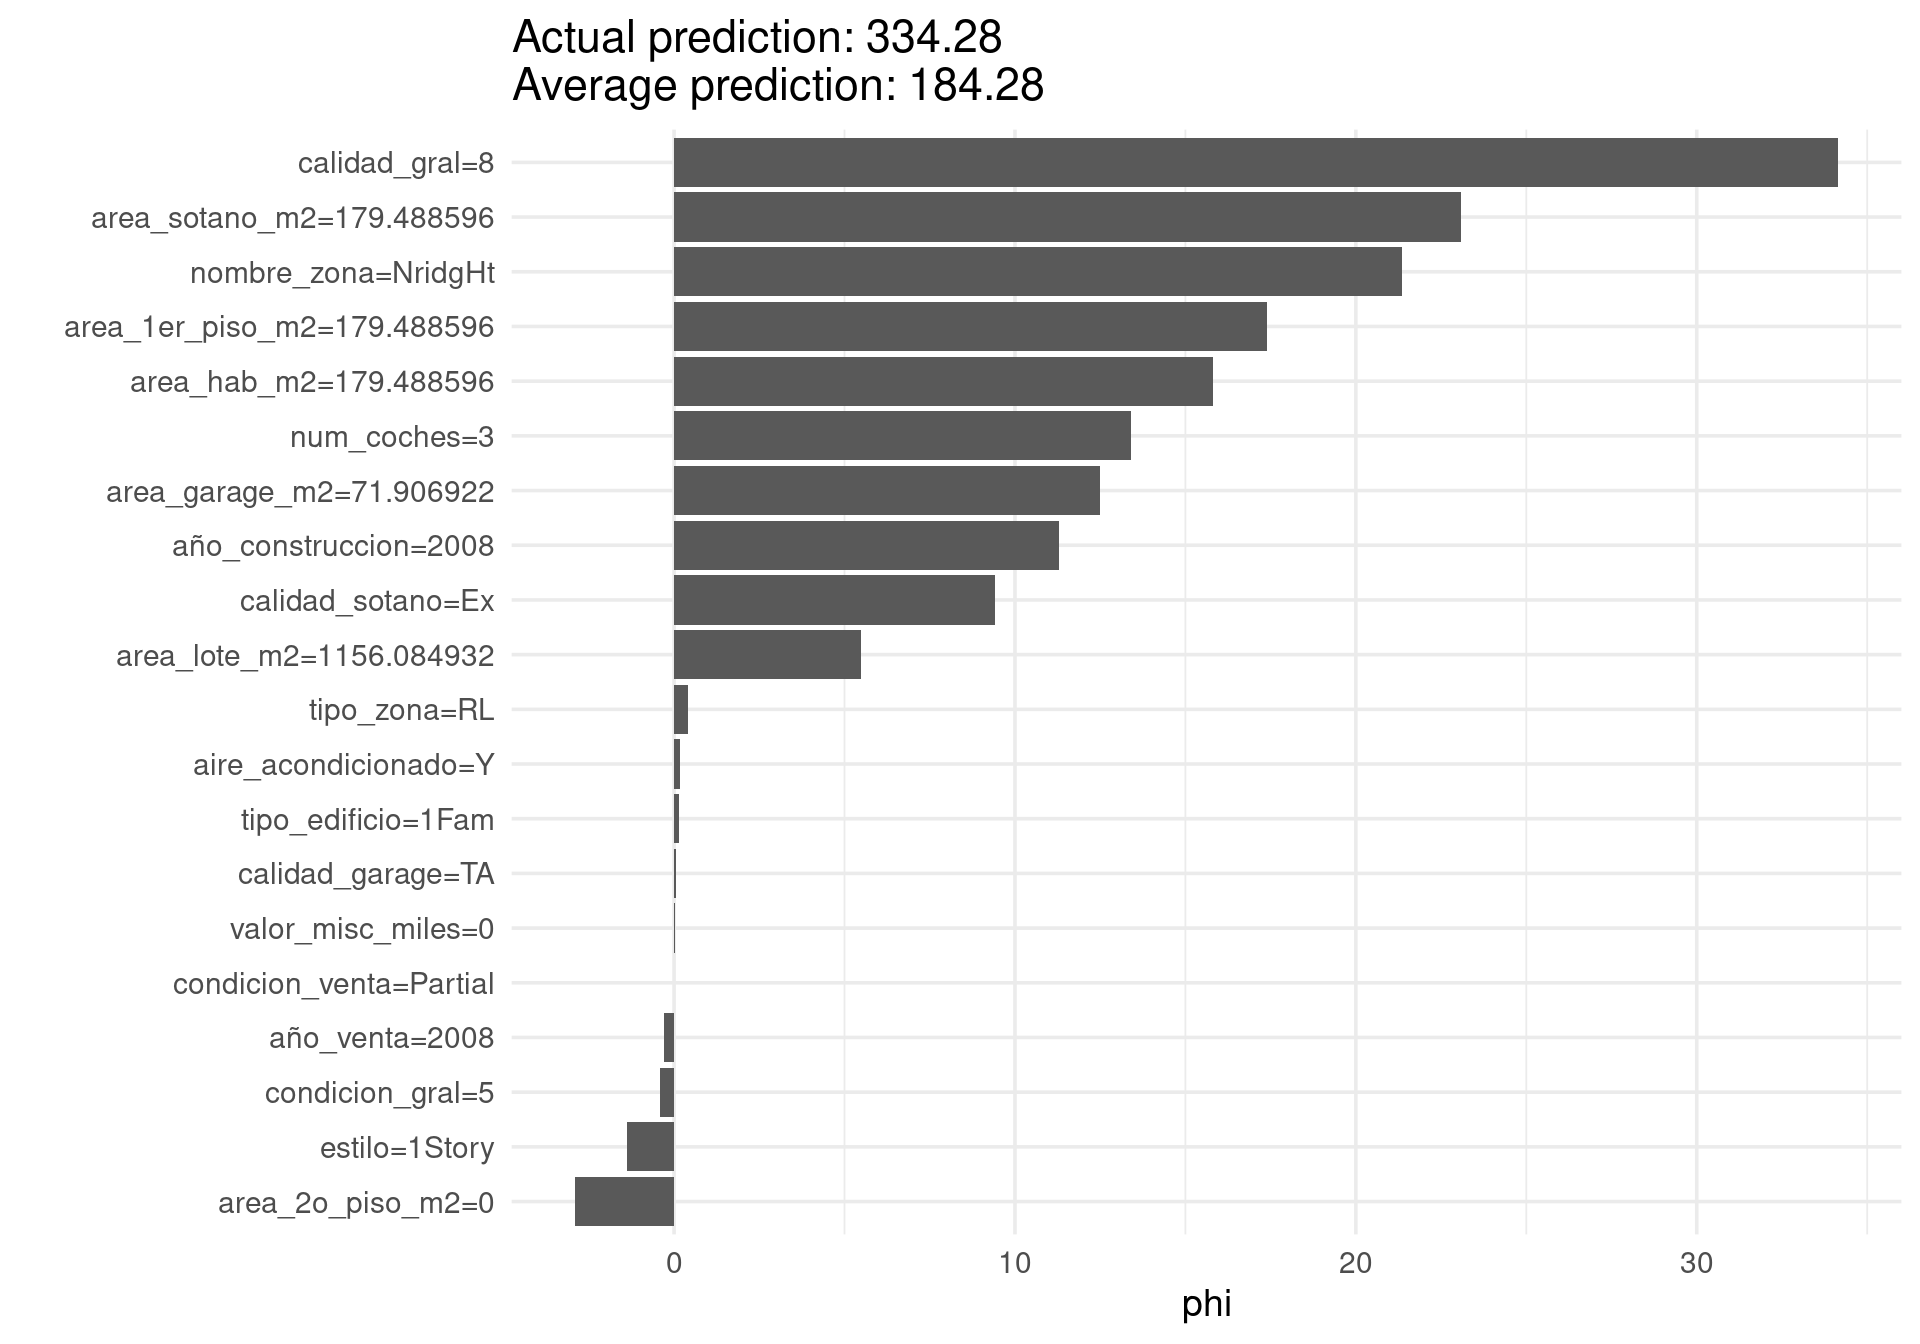 Actual prediction: 334.28
Average prediction: 184.28
calidad_gral=8
area_sotano_m2=179.488596
nombre_zona=NridgHt
area_1er_piso_m2=179.488596
area_hab_m2=179.488596
num_coches=3
area_garage_m2=71.906922
año_construccion=2008
calidad_sotano=Ex
area_lote_m2=1156.084932
tipo_zona=RL
aire_acondicionado=Y
tipo_edificio=1Fam
calidad_garage=TA
valor_misc_miles=0
condicion_venta=Partial
año_venta=2008
condicion_gral=5
estilo=1Story
area_2o_piso_m2=0
0 10 20 30
phi